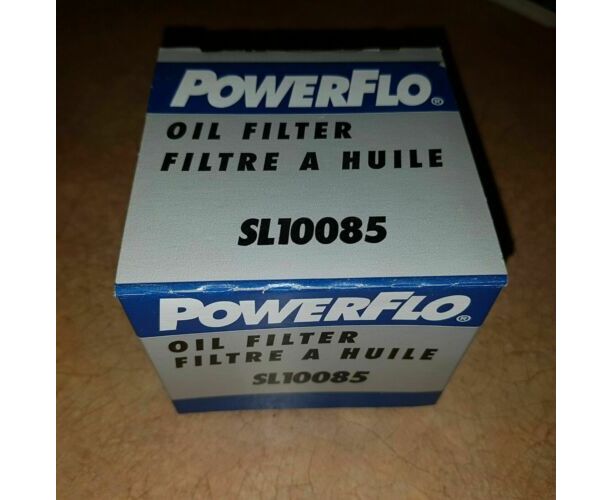 POWERFLO®
OIL FILTER
FILTRE A HUILE
SL10085
POWERFLO®
OIL FILTER
FILTRE A HUILE
SL10085